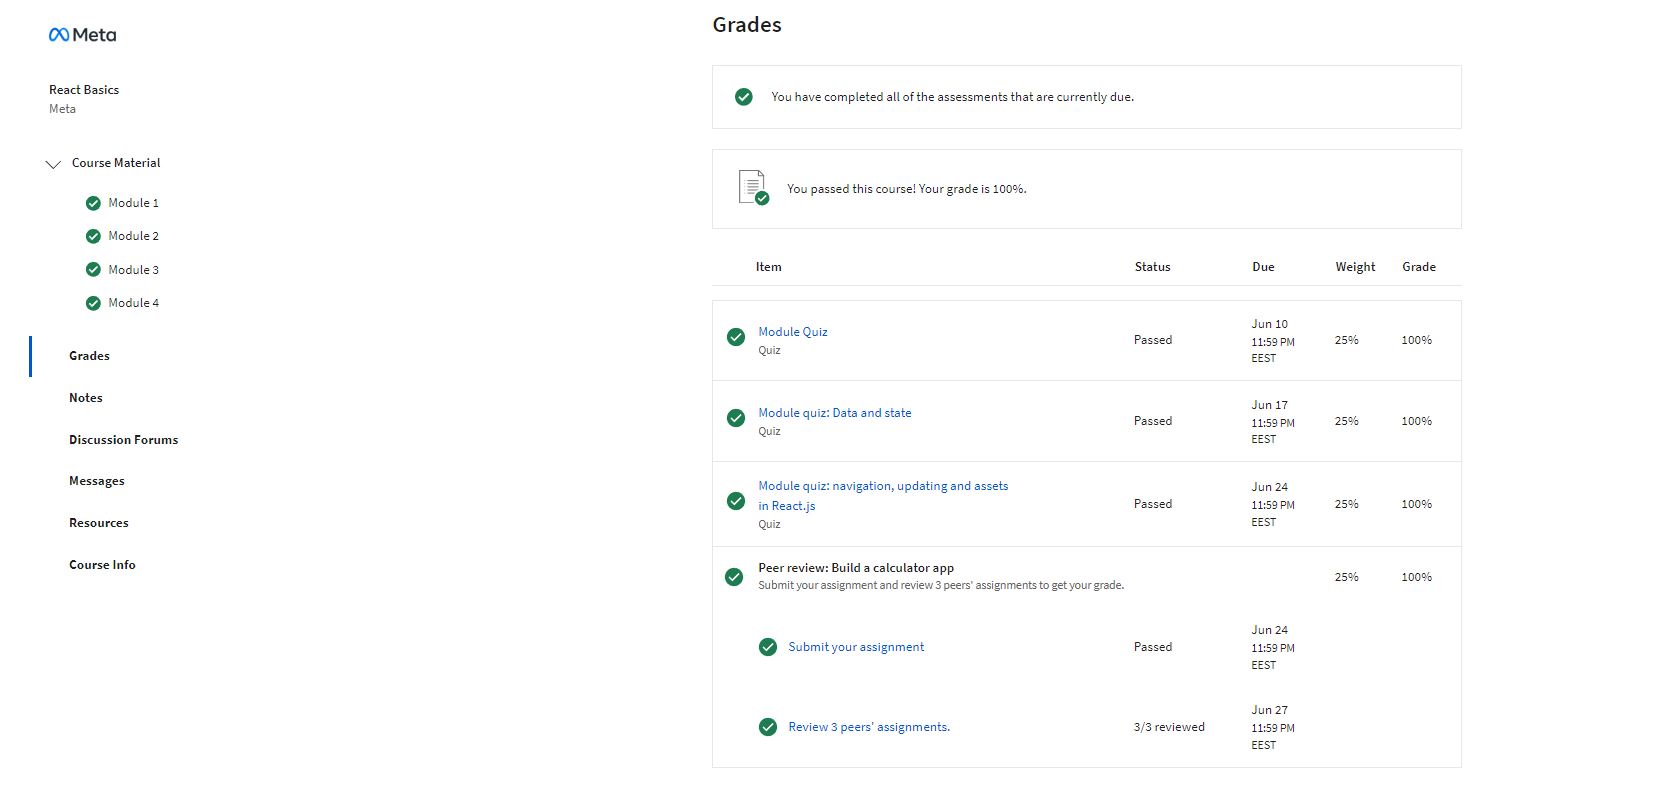 Meta
React Basics
Meta
Course Material
Module 1
Module 2
Module 3
Module 4
Grades
Notes
Discussion Forums
Messages
Resources
Course Info
Grades
You have completed all of the assessments that are currently due.
You passed this course! Your grade is 100%.
Item Status Due Weight Grade
Module Quiz
Quiz
Passed
Jun 10
11:59 PM
EEST
25%
100%
Module quiz: Data and state
Quiz
Passed
Jun 17
11:59 PM
EEST
25%
100%
Module quiz: navigation, updating and assets
in React.js
Quiz
Passed
Jun 24
11:59 PM
EEST
25%
100%
Peer review: Build a calculator app
Submit your assignment and review 3 peers' assignments to get your grade.
25%
100%
Submit your assignment
Passed
Jun 24
11:59 PM
EEST
Review 3 peers' assignments.
3/3 reviewed
Jun 27
11:59 PM
EEST